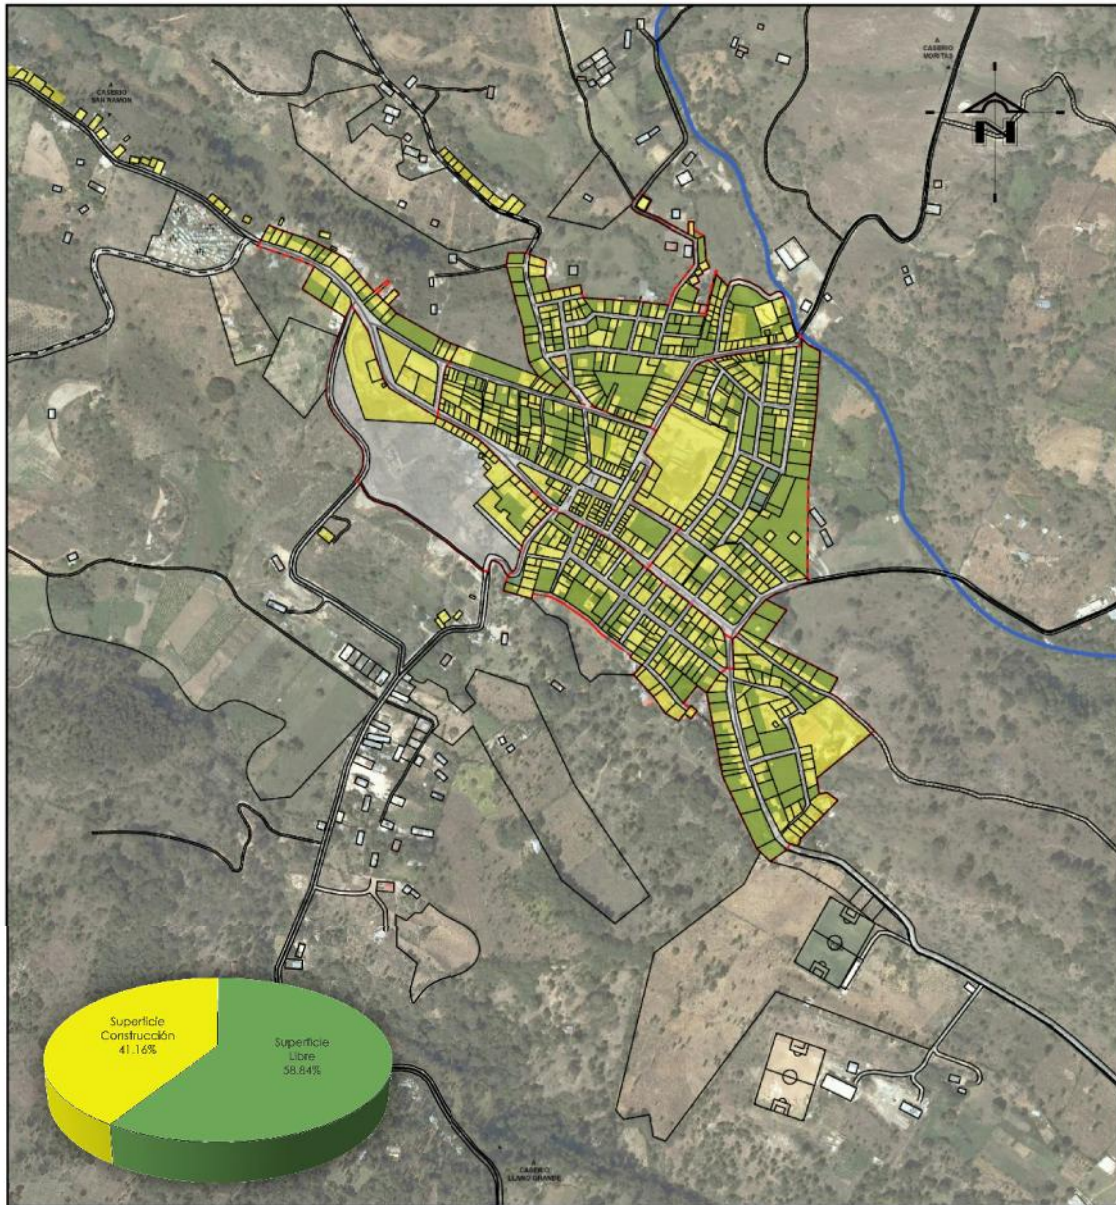 A
CASERIO
MORITAS
A
CASERIO
SAN RAMON
Superficie
Construcción
41.16%
Superficie
Libre
58.84%
A
CASERIO
LLANO GRANDE